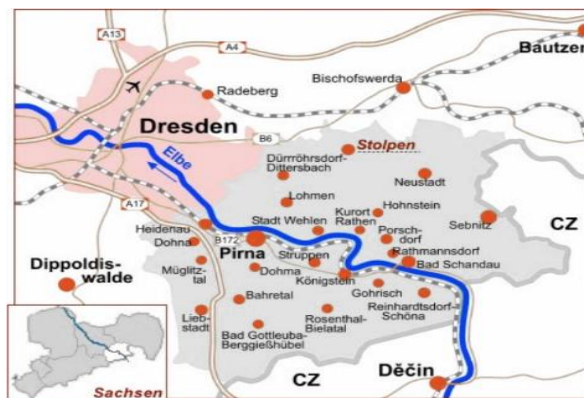 A13
A4
Bautzen
Bischofswerda
Radeberg
Dresden
B6
Stolpen
Elbe
Dürrröhrsdorf-
Dittersbach
Neustadt
Lohmen
A17
Kurort
Rathen
Hohnstein
Stadt Wehlen
Sebnitz
Heidenau
Dohna
B172
Porsch-
dorf
CZ
Pirna
Struppen
Rathmannsdorf
Bad Schandau
Dippoldis-
walde
Müglitz-
tal
Dohma
Königstein
Gohrisch
Bahretal
Reinhardtsdorf-
Schöna
Lieb-
stadt
Rosenthal-
Bielatal
Bad Gottleuba-
Berggießhübel
CZ
Děčín
Sachsen